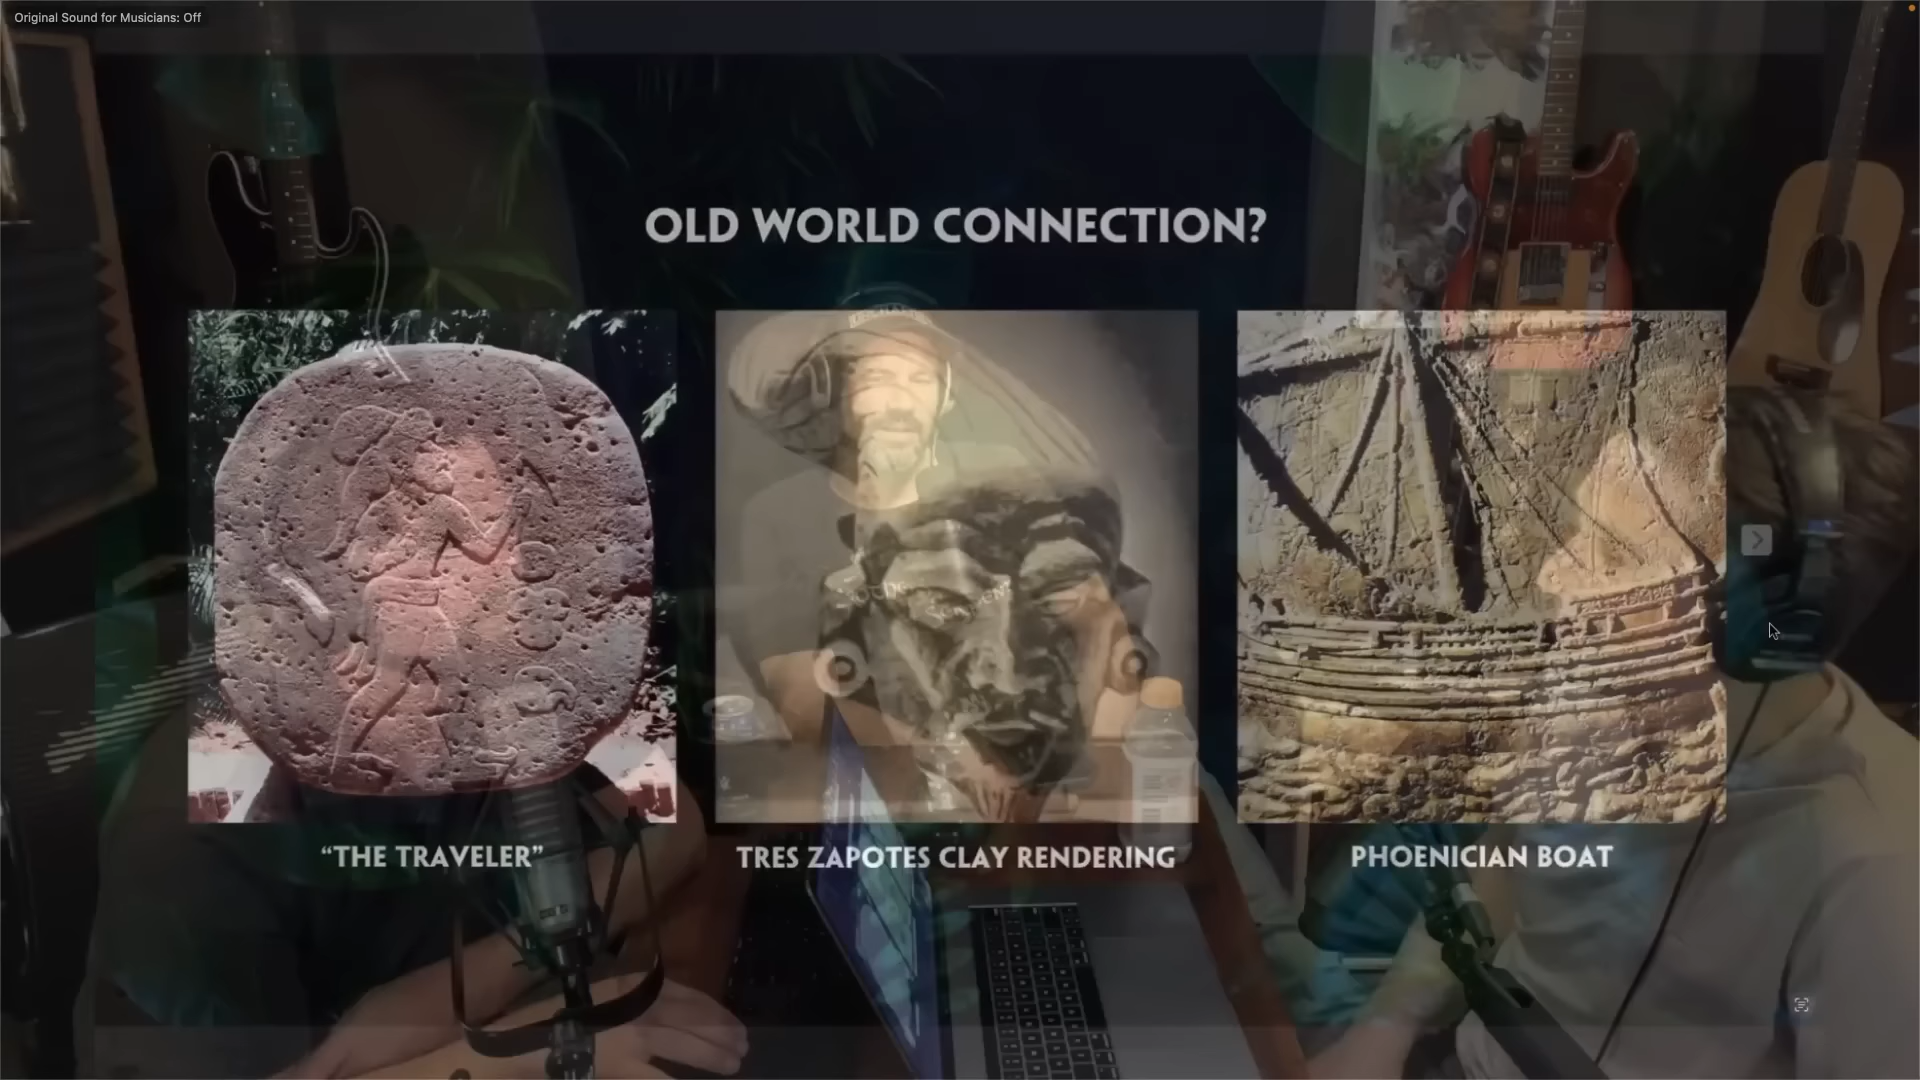 Original Sound for Musicians: Off
OLD WORLD CONNECTION?
“THE TRAVELER”
TRES ZAPOTES CLAY RENDERING
PHOENICIAN BOAT